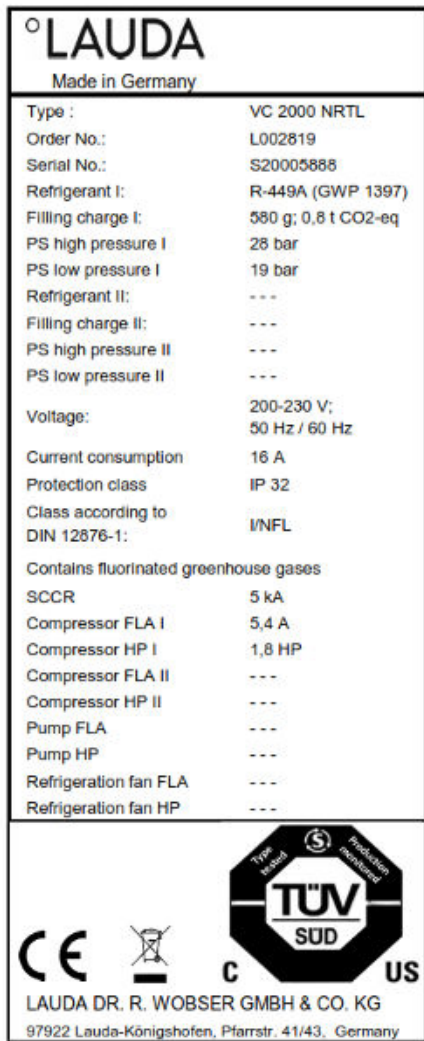 °LAUDA
Made in Germany
Type : VC 2000 NRTL
Order No.: L002819
Serial No.: S20005888
Refrigerant I: R-449A (GWP 1397)
Filling charge I: 580 g; 0,8 t CO2-eq
PS high pressure I 28 bar
PS low pressure I 19 bar
Refrigerant II: - - -
Filling charge II: - - -
PS high pressure II - - -
PS low pressure II - - -
Voltage: 200-230 V;
50 Hz / 60 Hz
Current consumption 16 A
Protection class IP 32
Class according to
DIN 12876-1: I/NFL
Contains fluorinated greenhouse gases
SCCR 5 kA
Compressor FLA I 5,4 A
Compressor HP I 1,8 HP
Compressor FLA II - - -
Compressor HP II - - -
Pump FLA - - -
Pump HP - - -
Refrigeration fan FLA - - -
Refrigeration fan HP - - -
Type tested
S
Production monitored
TÜV
SÜD
CE
C US
LAUDA DR. R. WOBSER GMBH & CO. KG
97922 Lauda-Königshofen, Pfarrstr. 41/43, Germany